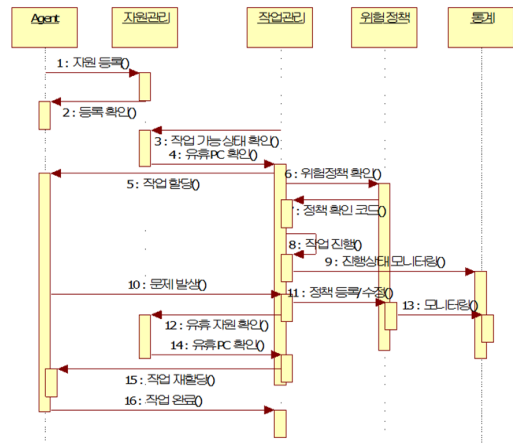 Agent
자원관리
작업관리
위험정책
통계
1 : 자원 등록()
2 : 등록 확인()
3 : 작업 가능 상태 확인()
4 : 유휴PC 확인()
5 : 작업 할당()
6 : 위험정책 확인()
7 : 정책 확인 코드()
8 : 작업 진행()
9 : 진행상태 모니터링()
10 : 문제 발생()
11 : 정책 등록/수정()
12 : 유휴 자원 확인()
13 : 모니터링()
14 : 유휴PC 확인()
15 : 작업 재할당()
16 : 작업 완료()